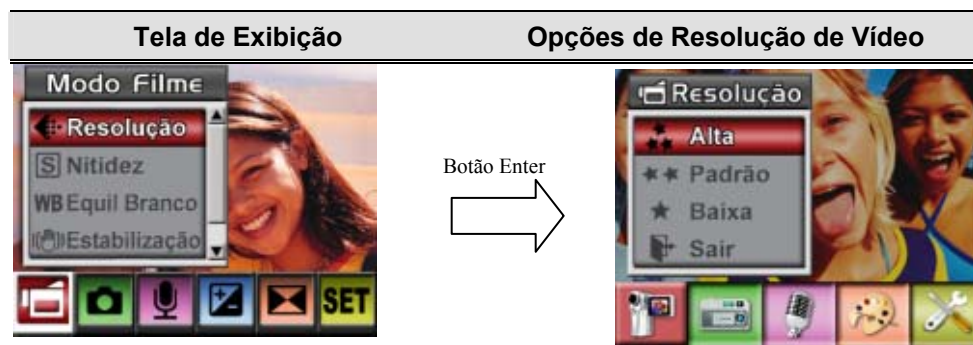 Tela de Exibição
Opções de Resolução de Vídeo
Modo Filme
Resolução
S Nitidez
WB Equil Branco
Estabilização
SET
Botão Enter
Resolução
Alta
Padrão
Baixa
Sair